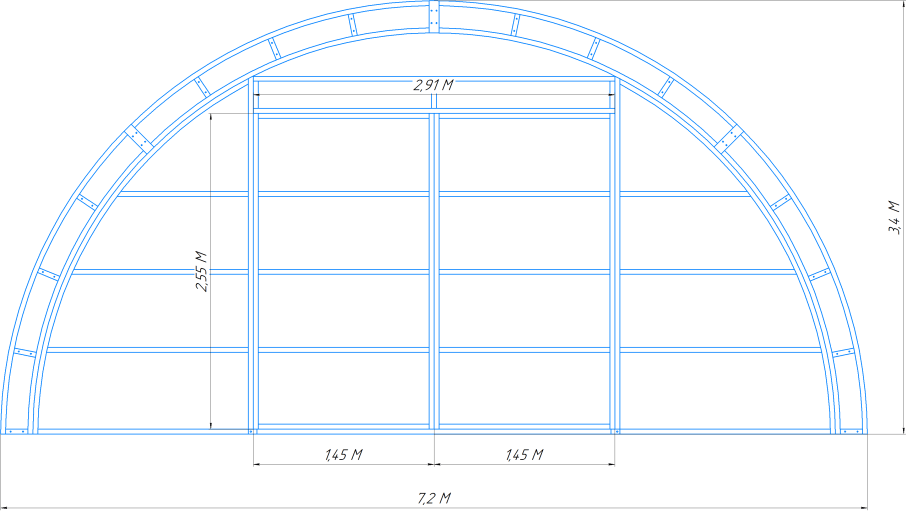 2,91 М
3,4 М
2,55 М
1,45 М
1,45 М
7,2 М